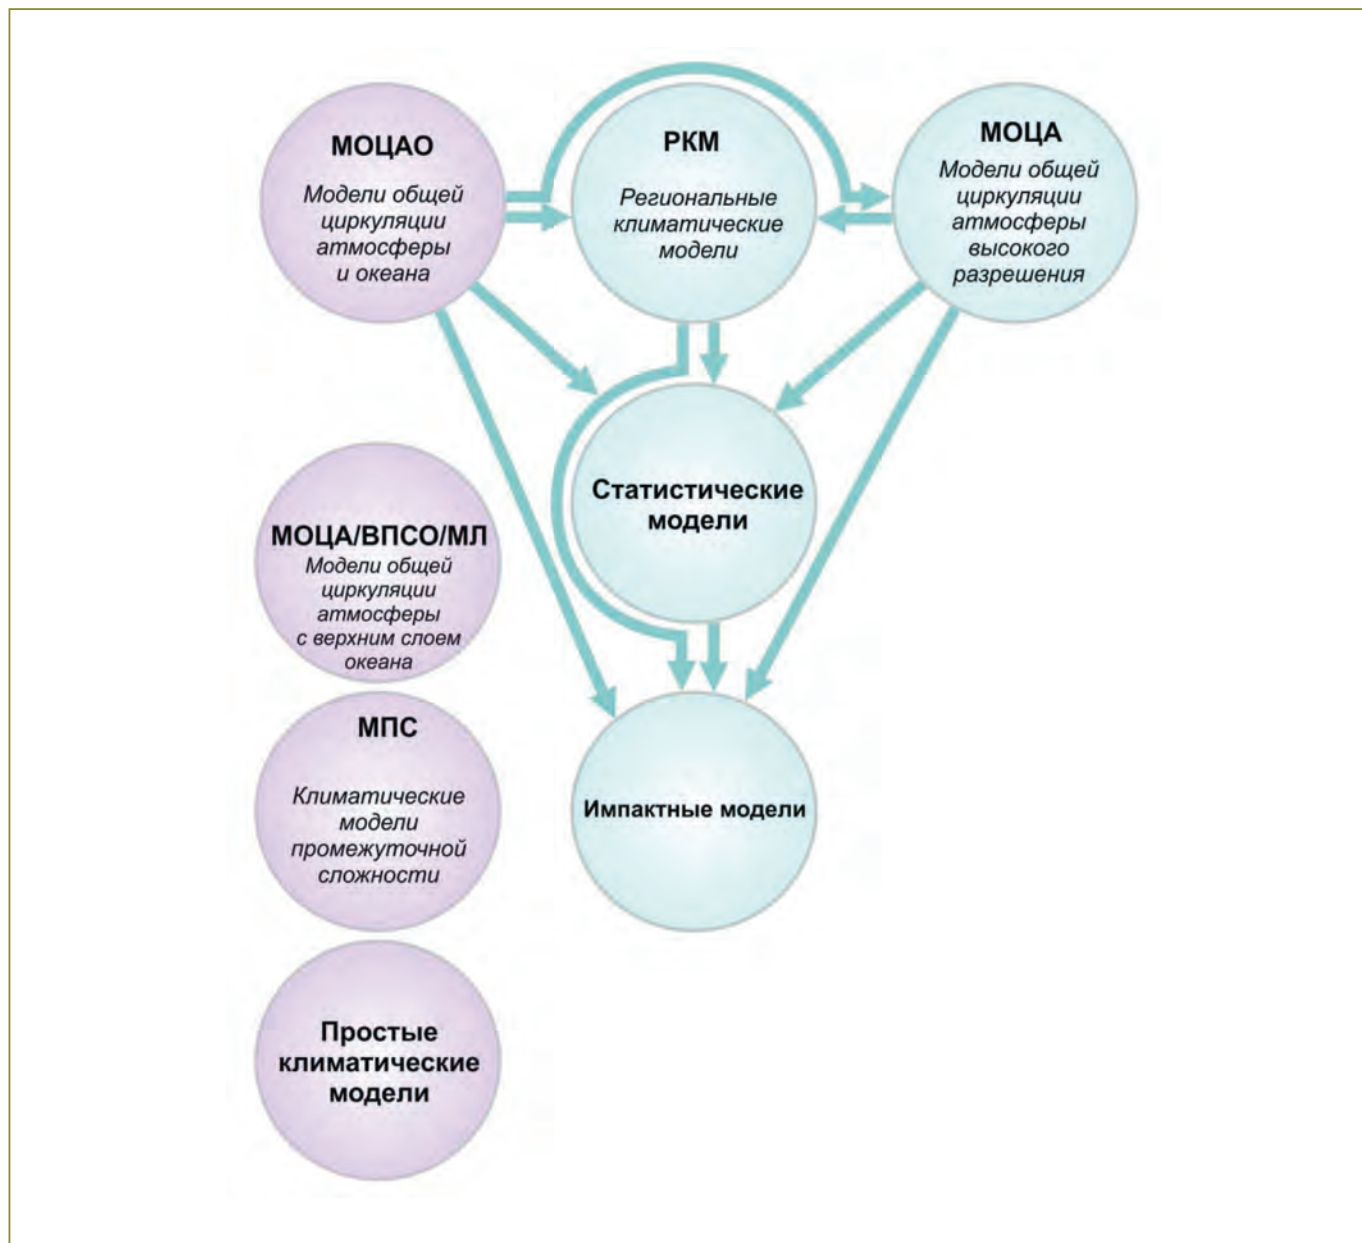 МОЦАО
Модели общей
циркуляции
атмосферы
и океана
РКМ
Региональные
климатические
модели
МОЦА
Модели общей
циркуляции
атмосферы
высокого
разрешения
Статистические
модели
МОЦА/ВПСО/МЛ
Модели общей
циркуляции
атмосферы
с верхним слоем
океана
МПС
Климатические
модели
промежуточной
сложности
Импактные модели
Простые
климатические
модели